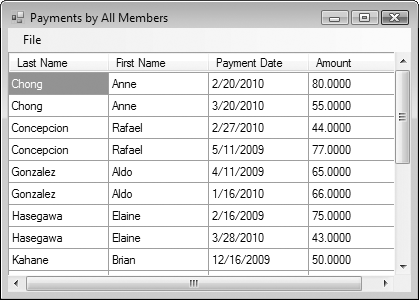 Payments by All Members
File
Last Name First Name Payment Date Amount
Chong Anne 2/20/2010 80.0000
Chong Anne 3/20/2010 55.0000
Concepcion Rafael 2/27/2010 44.0000
Concepcion Rafael 5/11/2009 77.0000
Gonzalez Aldo 4/11/2009 65.0000
Gonzalez Aldo 1/16/2010 66.0000
Hasegawa Elaine 2/16/2009 75.0000
Hasegawa Elaine 3/28/2010 43.0000
Kahane Brian 12/16/2009 50.0000